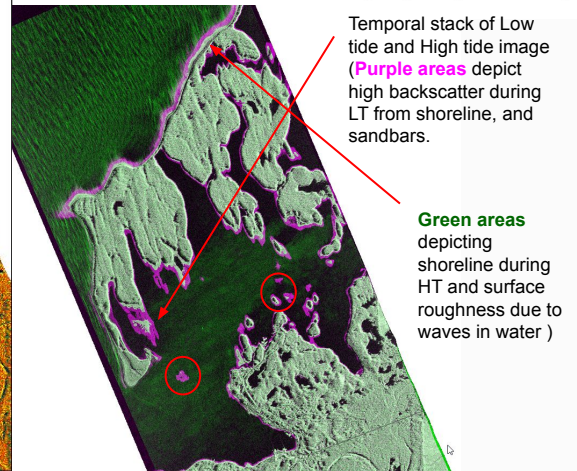 Temporal stack of Low
tide and High tide image
(Purple areas depict
high backscatter during
LT from shoreline, and
sandbars.
Green areas
depicting
shoreline during
HT and surface
roughness due to
waves in water )